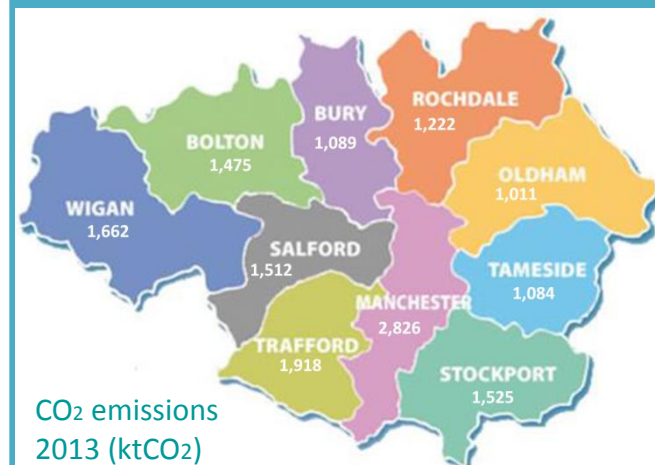 BURY
1,089
ROCHDALE
1,222
BOLTON
1,475
OLDHAM
1,011
WIGAN
1,662
SALFORD
1,512
TAMESIDE
1,084
MANCHESTER
2,826
TRAFFORD
1,918
STOCKPORT
1,525
CO2 emissions
2013 (ktCO2)